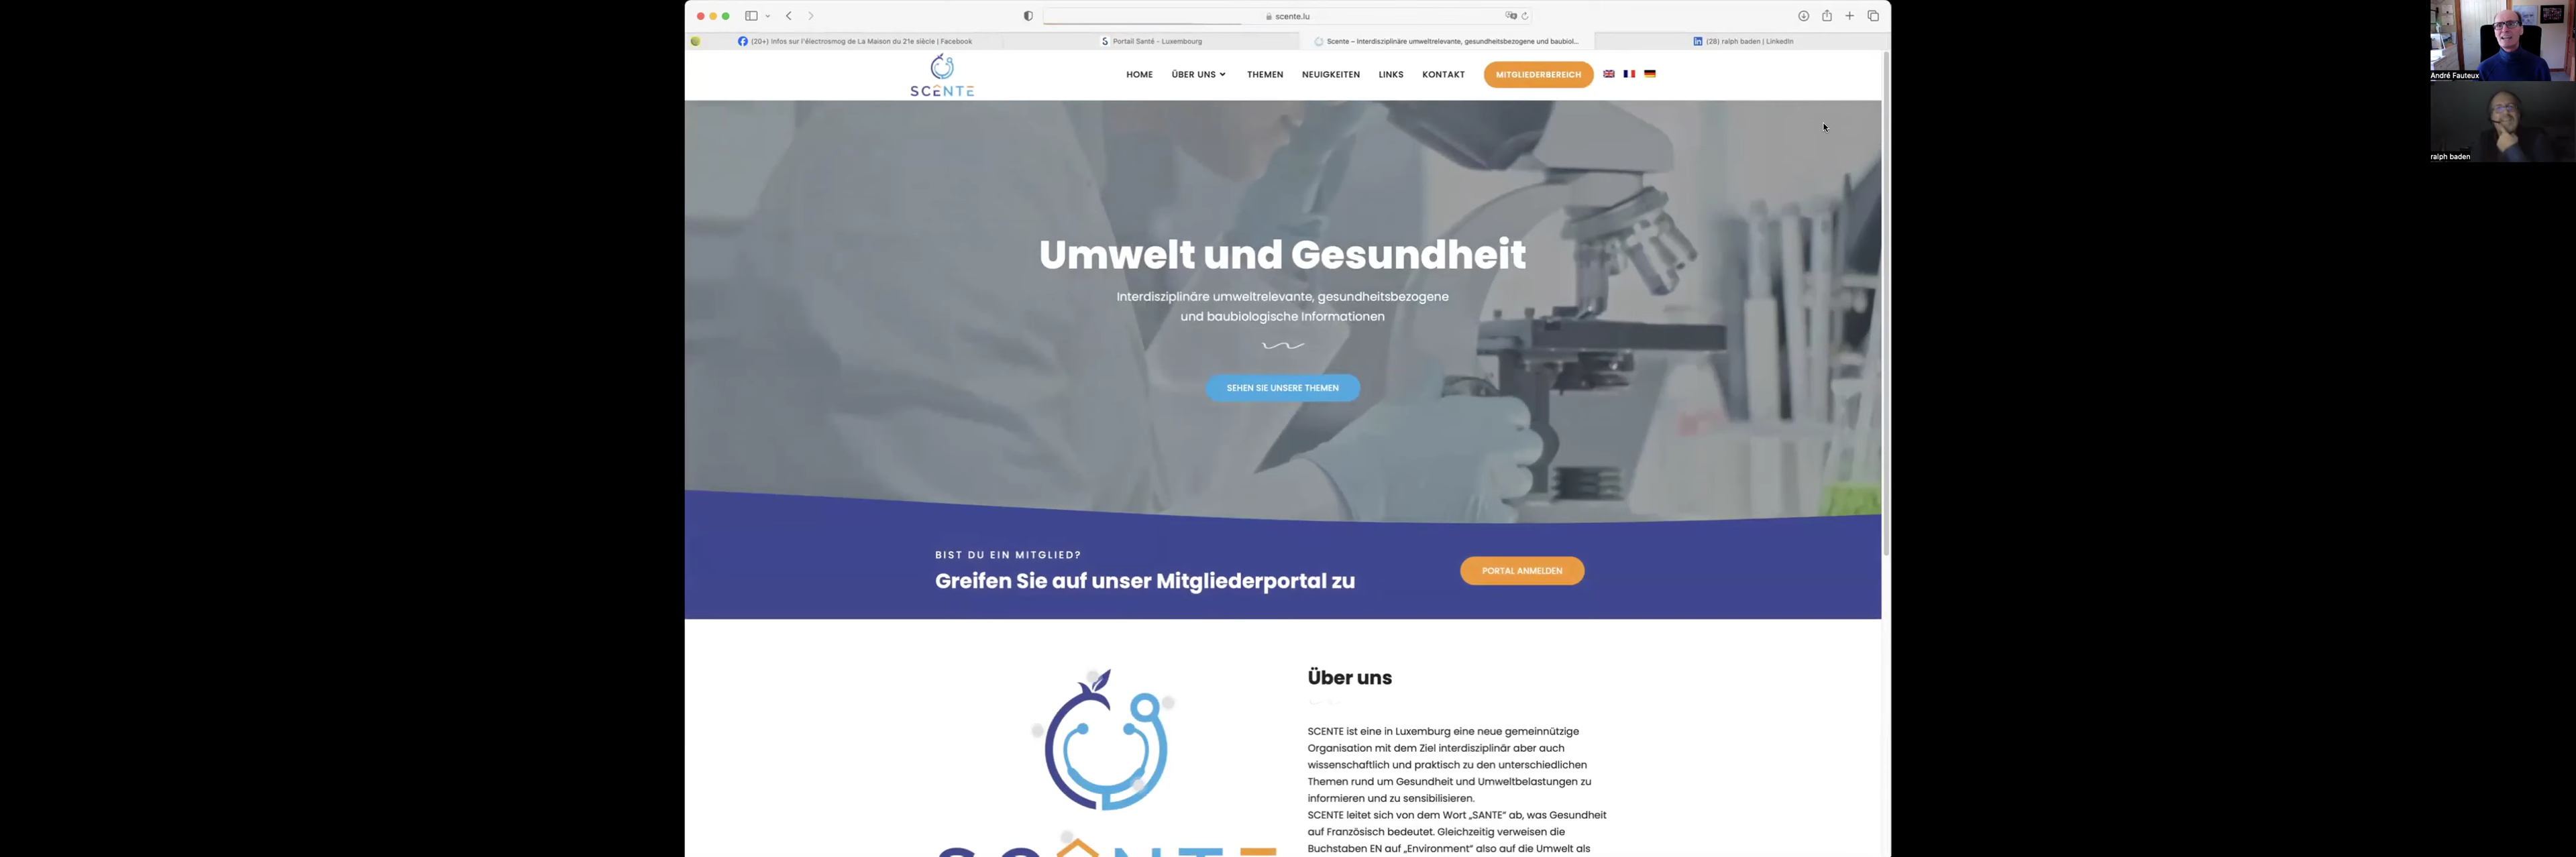 scente.lu
(20+) Infos sur l'électrosmog de La Maison du 21e siècle | Facebook
Portail Santé - Luxembourg
Scente – Interdisziplinäre umweltrelevante, gesundheitsbezogene und baubiol...
(28) ralph baden | LinkedIn
SCÊNTE
HOME
ÜBER UNS
THEMEN
NEUIGKEITEN
LINKS
KONTAKT
MITGLIEDERBEREICH
André Fauteux
ralph baden
Umwelt und Gesundheit
Interdisziplinäre umweltrelevante, gesundheitsbezogene
und baubiologische Informationen
SEHEN SIE UNSERE THEMEN
BIST DU EIN MITGLIED?
Greifen Sie auf unser Mitgliederportal zu
PORTAL ANMELDEN
Über uns
SCENTE ist eine in Luxemburg eine neue gemeinnützige
Organisation mit dem Ziel interdisziplinär aber auch
wissenschaftlich und praktisch zu den unterschiedlichen
Themen rund um Gesundheit und Umweltbelastungen zu
informieren und zu sensibilisieren.
SCENTE leitet sich von dem Wort „SANTE“ ab, was Gesundheit
auf Französisch bedeutet. Gleichzeitig verweisen die
Buchstaben EN auf „Environment“ also auf die Umwelt als
SCÊNTE